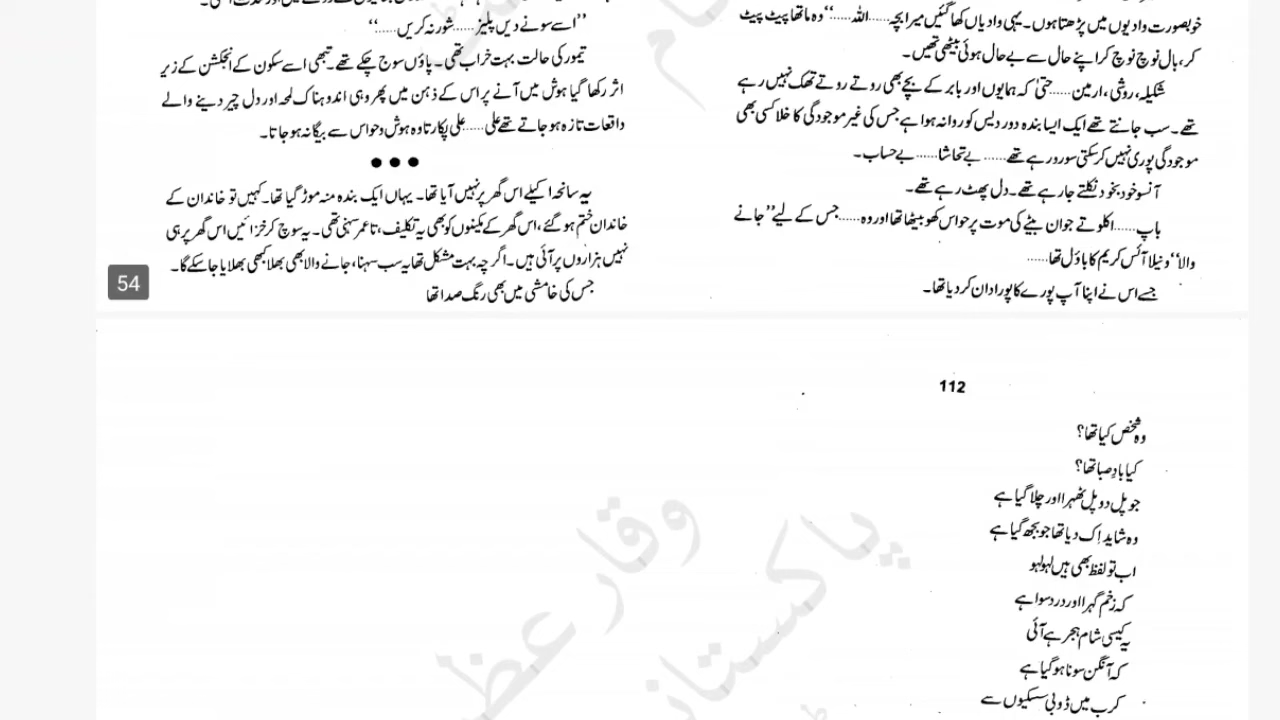 خوبصورت وادیوں میں پڑھتا ہوں۔ یہی وادیاں کھا گئیں میرا بچہ......اللہ......‘‘ وہ ماتھا پیٹ پیٹ
کر، بال نوچ نوچ کر اپنے حال سے بے حال ہوئی بیٹھی تھیں۔
شکیلہ، روشی، ارمین......حتیٰ کہ ہمایوں اور بابر کے بچے بھی روتے روتے تھک نہیں رہے
تھے۔ سب جانتے تھے ایک ایسا بندہ دور دیس کو روانہ ہوا ہے جس کی غیر موجودگی کا خلا کسی بھی
موجودگی پوری نہیں کر سکتی سو رو رہے تھے...... بے تحاشا...... بے حساب۔
آنسو خود بخود نکلتے جا رہے تھے۔ دل پھٹ رہے تھے۔
باپ......اکلوتے جوان بیٹے کی موت پر حواس کھو بیٹھا تھا اور وہ......جس کے لیے ’’جانے
والا‘‘ ونیلا آئس کریم کا باؤل تھا......
جسے اس نے اپنا آپ پورے کا پورا دان کر دیا تھا۔
’’اسے سونے دیں پلیز......شور نہ کریں......‘‘
تیمور کی حالت بہت خراب تھی۔ پاؤں سوج چکے تھے۔ تبھی اسے سکون کے انجکشن کے زیر
اثر رکھا گیا ہوش میں آنے پر اس کے ذہن میں پھر وہی اندوہناک لمحہ اور دل چیر دینے والے
واقعات تازہ ہو جاتے تھے علی......علی پکارتا وہ ہوش و حواس سے بیگانہ ہو جاتا۔
●●●
یہ سانحہ اکیلے اس گھر پر نہیں آیا تھا۔ یہاں ایک بندہ منہ موڑ گیا تھا۔ کہیں تو خاندان کے
خاندان ختم ہو گئے، اس گھر کے مکینوں کو بھی یہ تکلیف، تا عمر سہنی تھی۔ یہ سوچ کر خزائیں اس گھر پر ہی
نہیں ہزاروں پر آئی ہیں۔ اگرچہ بہت مشکل تھا یہ سب سہنا، جانے والا بھی بھلا کبھی بھلایا جا سکے گا۔
جس کی خامشی میں بھی رنگ صدا تھا
54
112
وہ شخص کیا تھا؟
کیا بادِ صبا تھا؟
جو پل دو پل ٹھہرا اور چلا گیا ہے
وہ شاید اِک دیا تھا جو بجھ گیا ہے
اب تو لفظ بھی ہیں لہو لہو
کہ زخم گہرا اور درد سوا ہے
یہ کیسی شام ہجر ہے آئی
کہ آنگن سونا ہو گیا ہے
کرب میں ڈوبی سسکیوں سے
وقار عظ
پاکستانی